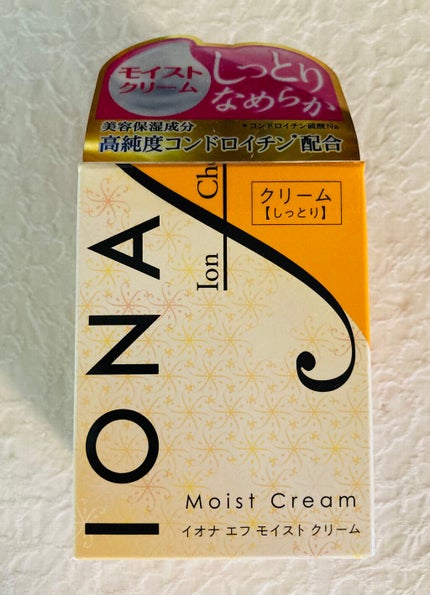 モイスト
クリーム
しっとり
なめらか
美容保湿成分
*コンドロイチン硫酸Na
高純度コンドロイチン*配合
クリーム
【しっとり】
IONA
Ion
Moist Cream
イオナ エフ モイスト クリーム